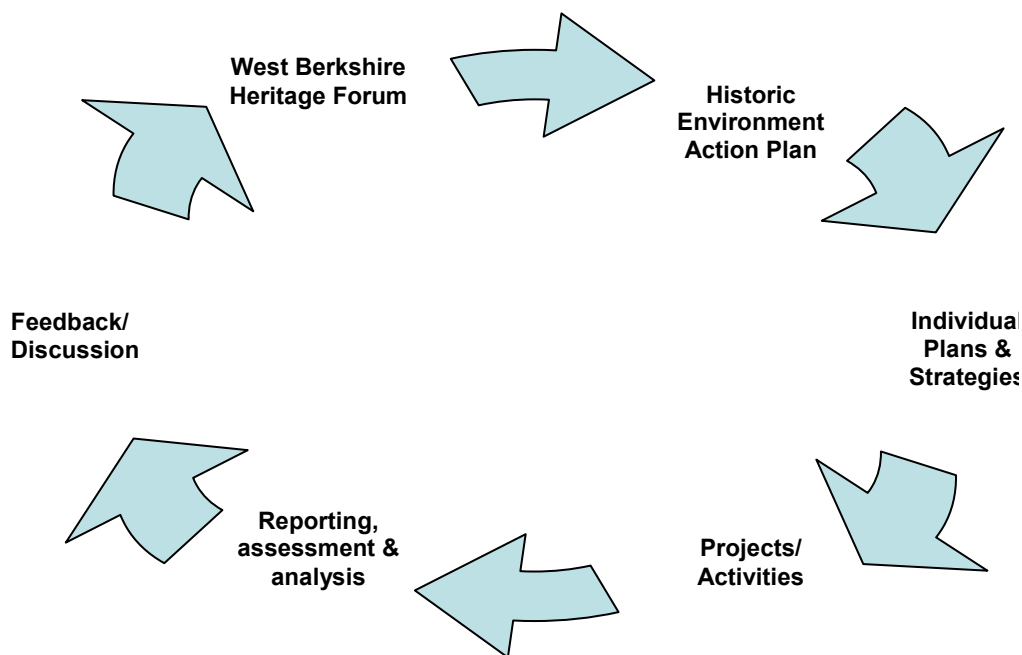 West Berkshire
Heritage Forum
Historic
Environment
Action Plan
Individual
Plans &
Strategies
Projects/
Activities
Reporting,
assessment &
analysis
Feedback/
Discussion